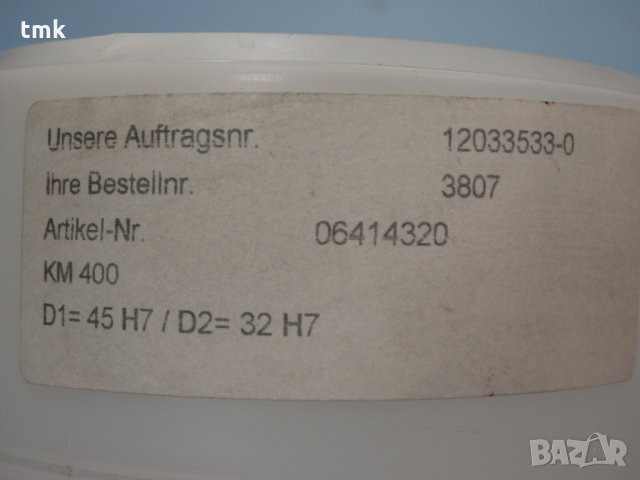 tmk
Unsere Auftragsnr. 12033533-0
Ihre Bestellnr. 3807
Artikel-Nr. 06414320
KM 400
D1= 45 H7 / D2= 32 H7
BAZAR